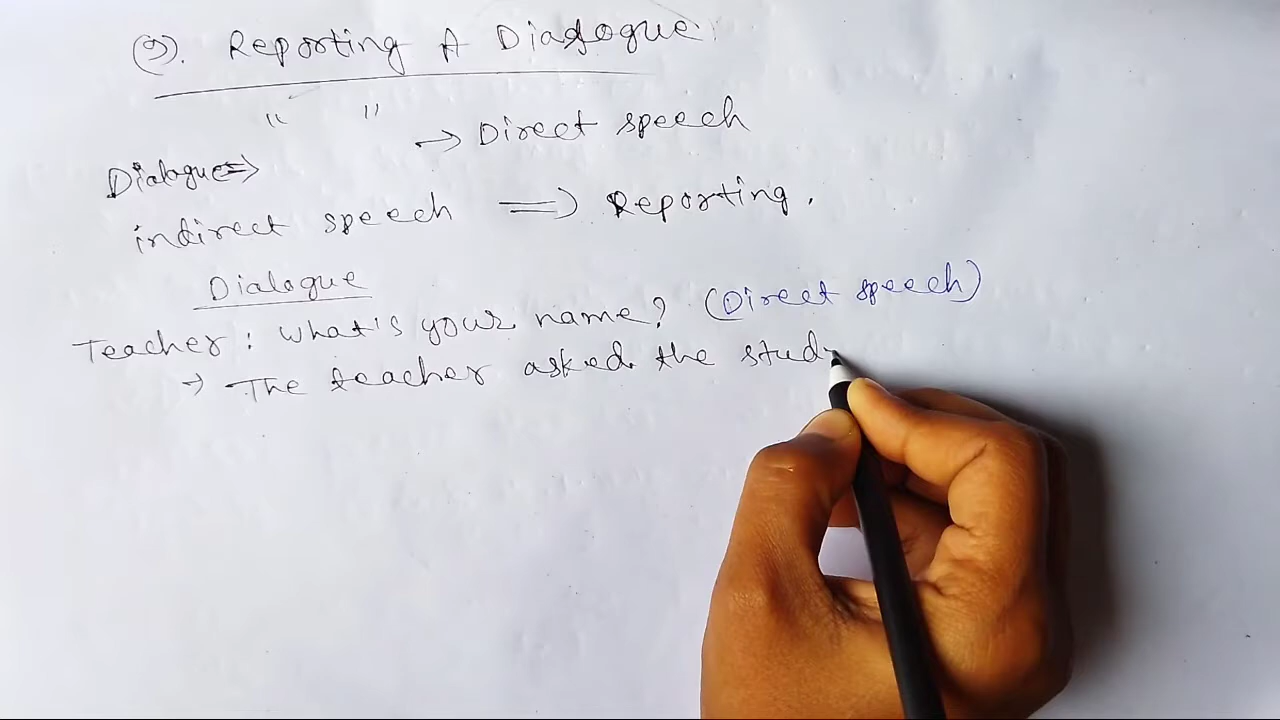 (9). Reporting A Dialogue:
" "
→ Direct speech
Dialogue ⇒
indirect speech ⇒ Reporting.
Dialogue
Teacher: What's your name? (Direct speech)
→ The teacher asked the stud